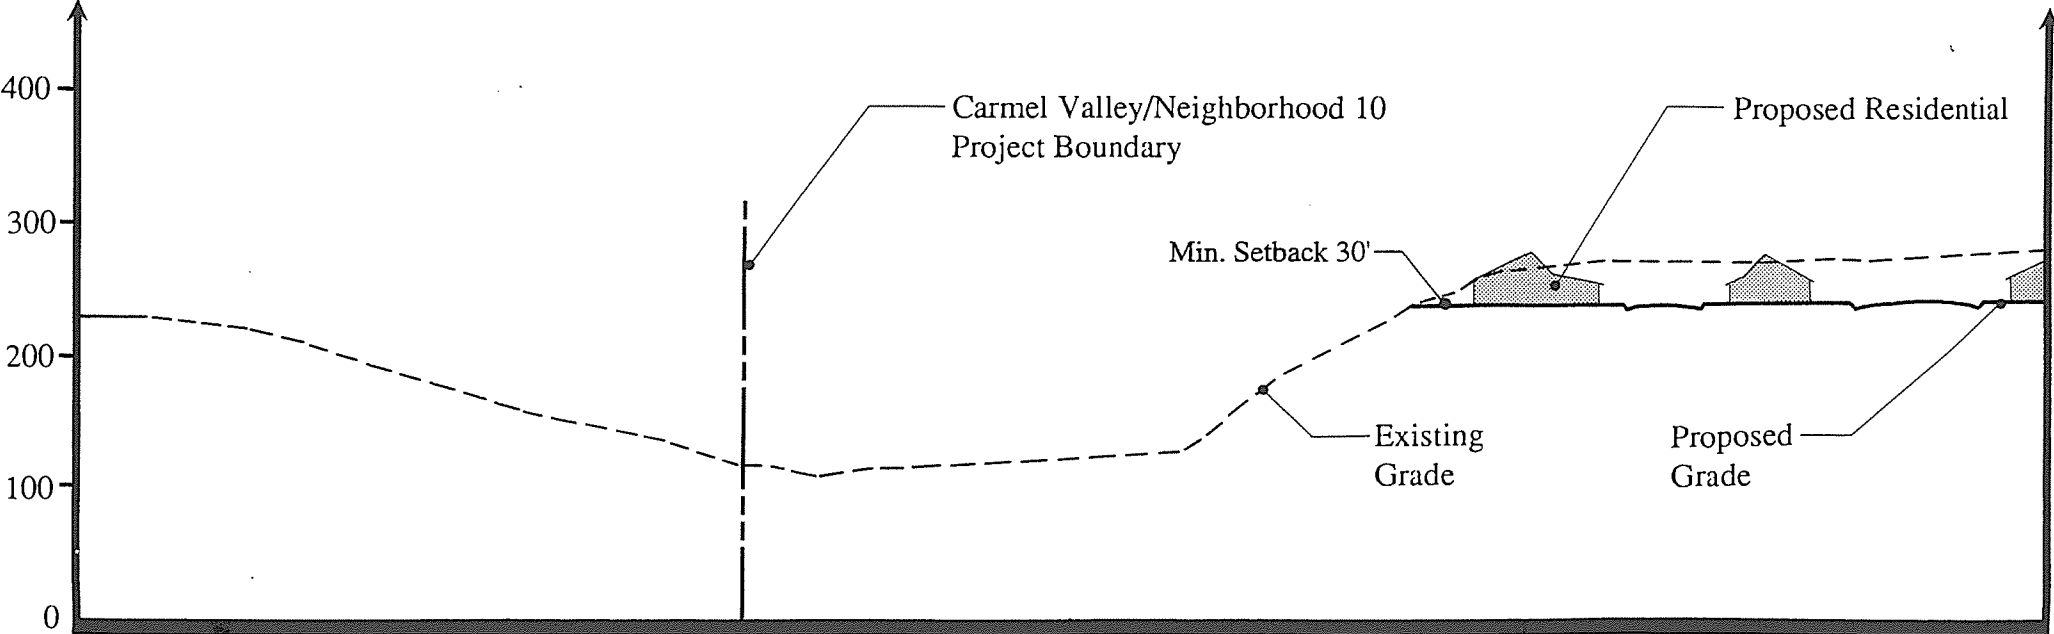 400
Carmel Valley/Neighborhood 10
Project Boundary
Proposed Residential
300
Min. Setback 30'
200
Existing
Grade
Proposed
Grade
100
0